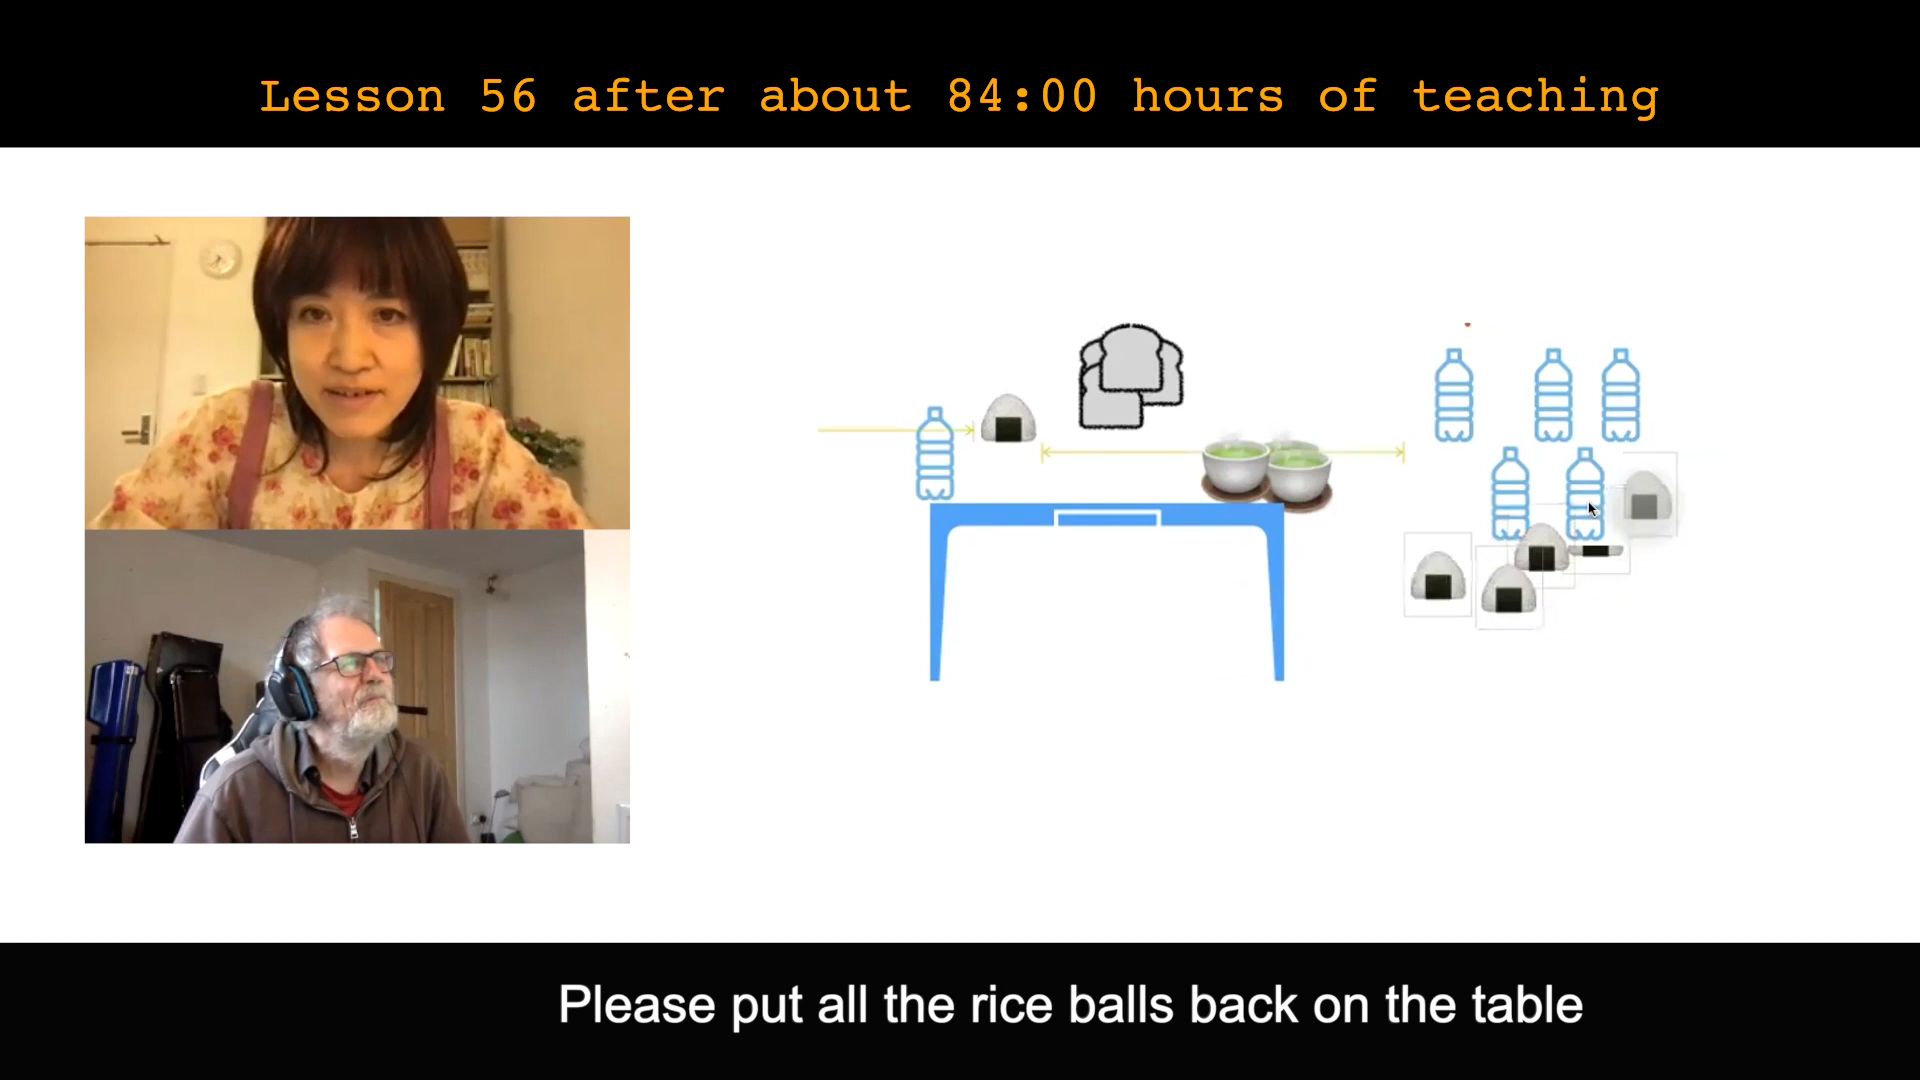 Lesson 56 after about 84:00 hours of teaching
Please put all the rice balls back on the table